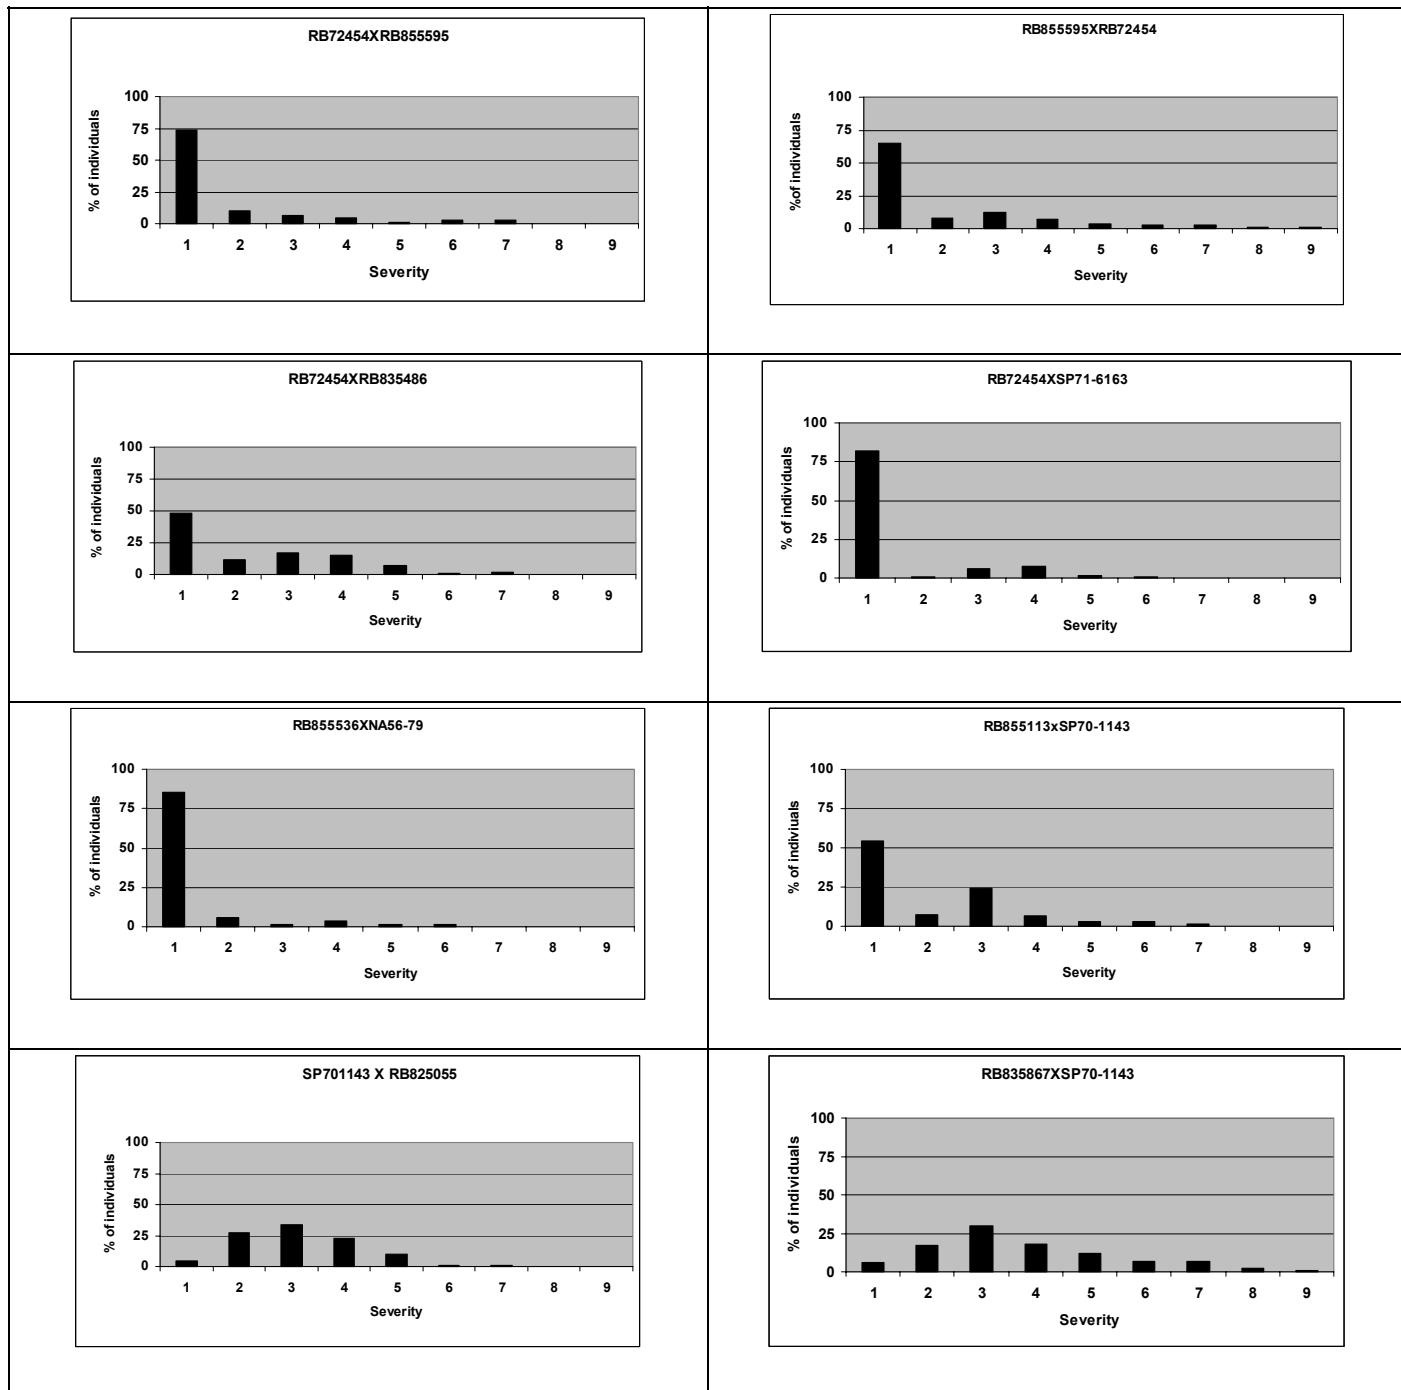 RB72454XRB855595
% of individuals
100
75
50
25
0
1 2 3 4 5 6 7 8 9
Severity
RB855595XRB72454
%of individuals
100
75
50
25
0
1 2 3 4 5 6 7 8 9
Severity
RB72454XRB835486
% of individuals
100
75
50
25
0
1 2 3 4 5 6 7 8 9
Severity
RB72454XSP71-6163
% of individuals
100
75
50
25
0
1 2 3 4 5 6 7 8 9
Severity
RB855536XNA56-79
% of individuals
100
75
50
25
0
1 2 3 4 5 6 7 8 9
Severity
RB855113xSP70-1143
% of indiviuals
100
75
50
25
0
1 2 3 4 5 6 7 8 9
Severity
SP701143 X RB825055
% of individuals
100
75
50
25
0
1 2 3 4 5 6 7 8 9
Severity
RB835867XSP70-1143
% of individuals
100
75
50
25
0
1 2 3 4 5 6 7 8 9
Severity